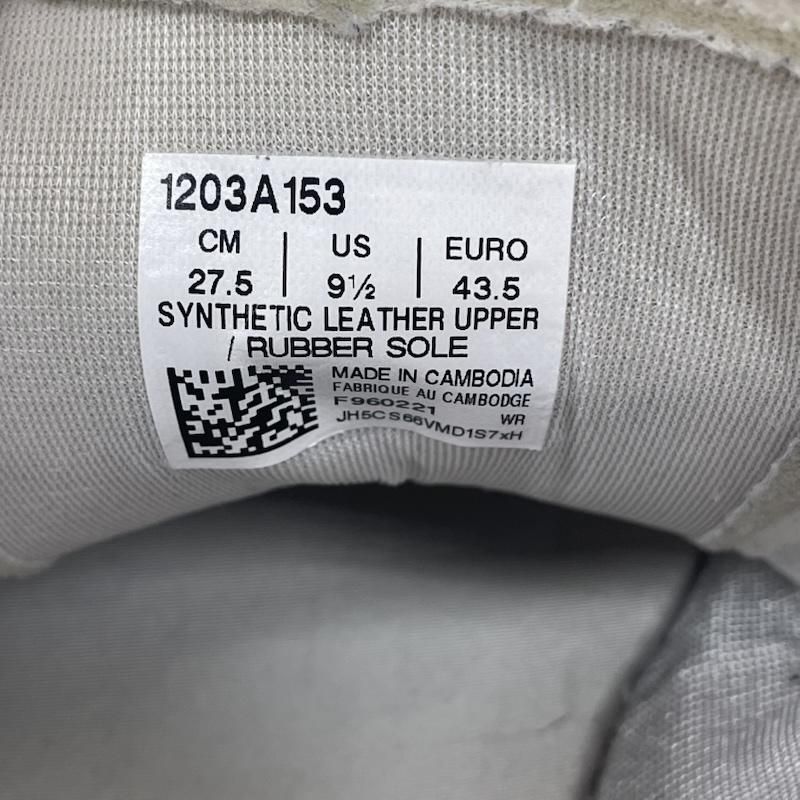 1203A153
CM | US | EURO
27.5 | 9½ | 43.5
SYNTHETIC LEATHER UPPER
/ RUBBER SOLE
MADE IN CAMBODIA
FABRIQUE AU CAMBODGE
F960221 WR
JH5CS66VMD1S7xH